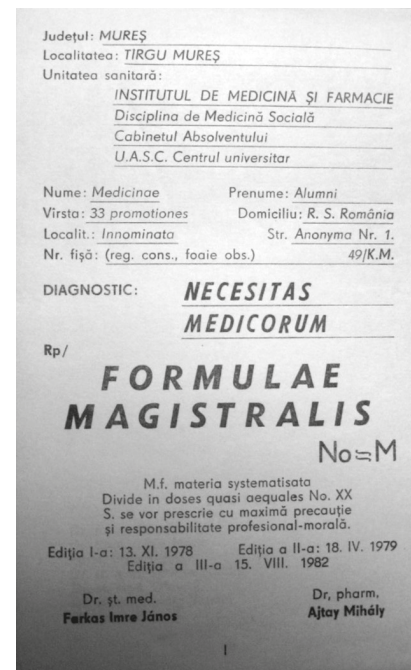 Județul: MUREȘ
Localitatea: TIRGU MUREȘ
Unitatea sanitară:
INSTITUTUL DE MEDICINĂ ȘI FARMACIE
Disciplina de Medicină Socială
Cabinetul Absolventului
U.A.S.C. Centrul universitar
Nume: Medicinae Prenume: Alumni
Vîrsta: 33 promotiones Domiciliu: R. S. România
Localit.: Innominata Str. Anonyma Nr. 1.
Nr. fișă: (reg. cons., foaie obs.) 49/K.M.
DIAGNOSTIC: NECESITAS
MEDICORUM
Rp/
FORMULAE
MAGISTRALIS
No=M
M.f. materia systematisata
Divide in doses quasi aequales No. XX
S. se vor prescrie cu maximă precauție
și responsabilitate profesional-morală.
Ediția I-a: 13. XI. 1978 Ediția a II-a: 18. IV. 1979
Ediția a III-a 15. VIII. 1982
Dr. șt. med. Dr, pharm,
Farkas Imre János Ajtay Mihály
I